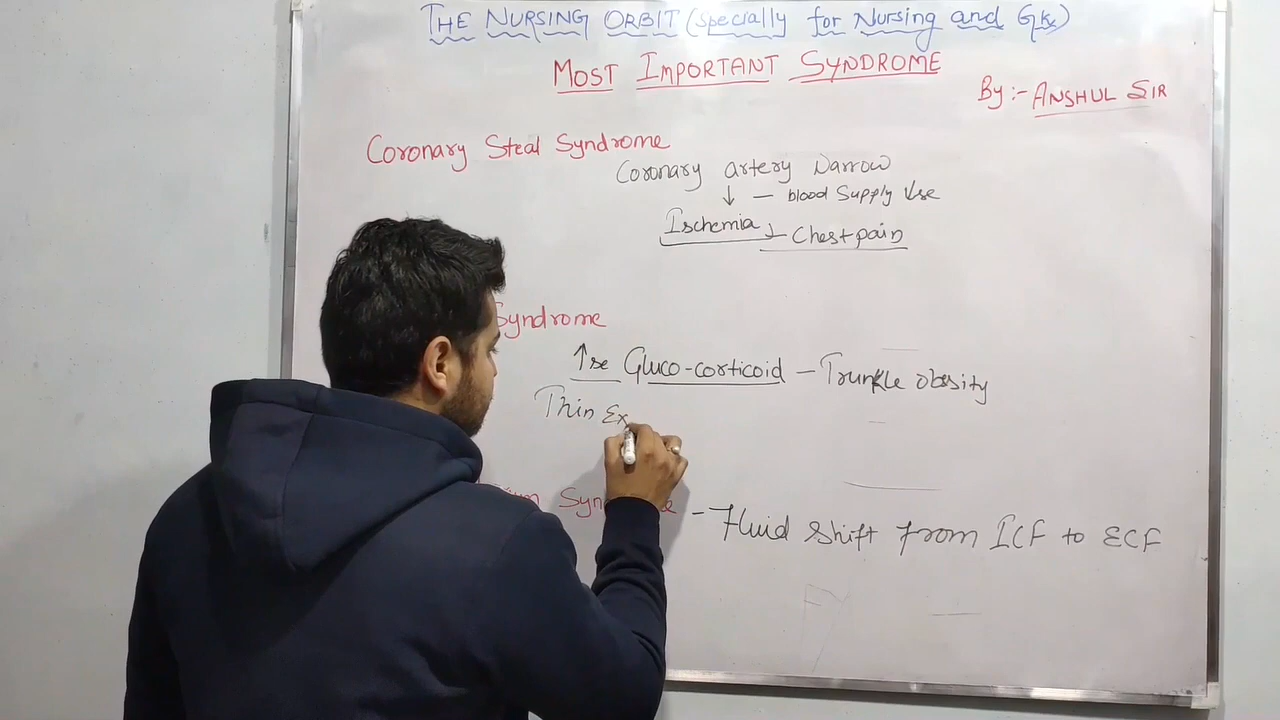 THE NURSING ORBIT (specially for Nursing and GK)
MOST IMPORTANT SYNDROME
By :- ANSHUL SIR
Coronary Steal Syndrome
Coronary artery Narrow
↓ — blood Supply ↓se
Ischemia ↓ Chest pain
Syndrome
↑se Gluco-corticoid — Trunkle obesity
Thin Ex
- Fluid Shift from ICF to ECF